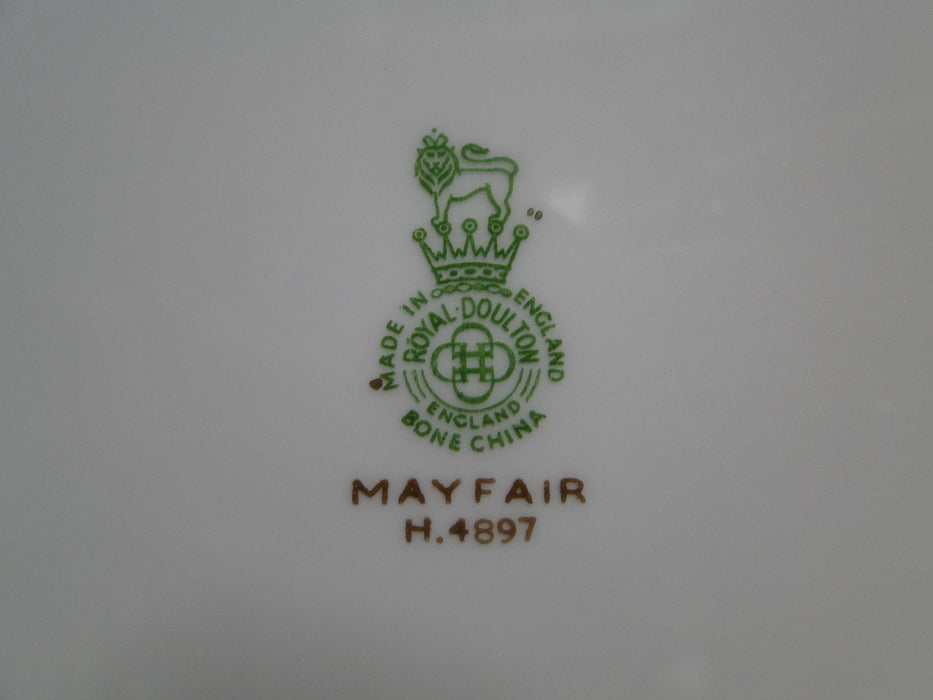 MADE IN ENGLAND
ROYAL·DOULTON
ENGLAND
BONE CHINA
MAYFAIR
H.4897